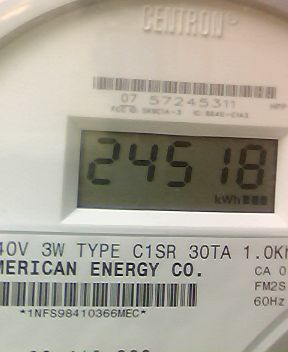 CENTRON
07 57245311
24518
kWh
40V 3W TYPE C1SR 30TA 1.0K
MERICAN ENERGY CO.
CA 0
FM2S
60Hz
*1NFS98410366MEC*